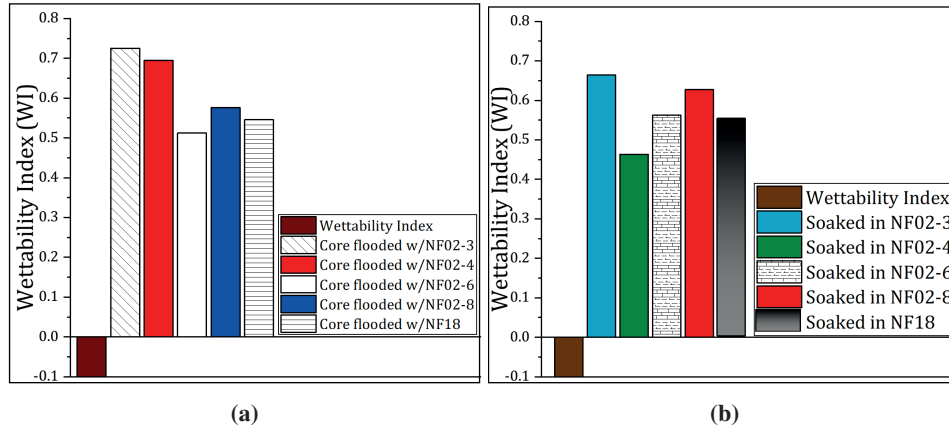 Wettability Index (WI)
0.8
0.7
0.6
0.5
0.4
0.3
0.2
0.1
0.0
-0.1
Wettability Index
Core flooded w/NF02-3
Core flooded w/NF02-4
Core flooded w/NF02-6
Core flooded w/NF02-8
Core flooded w/NF18
(a)
Wettability Index (WI)
0.8
0.7
0.6
0.5
0.4
0.3
0.2
0.1
0.0
-0.1
Wettability Index
Soaked in NF02-3
Soaked in NF02-4
Soaked in NF02-6
Soaked in NF02-8
Soaked in NF18
(b)